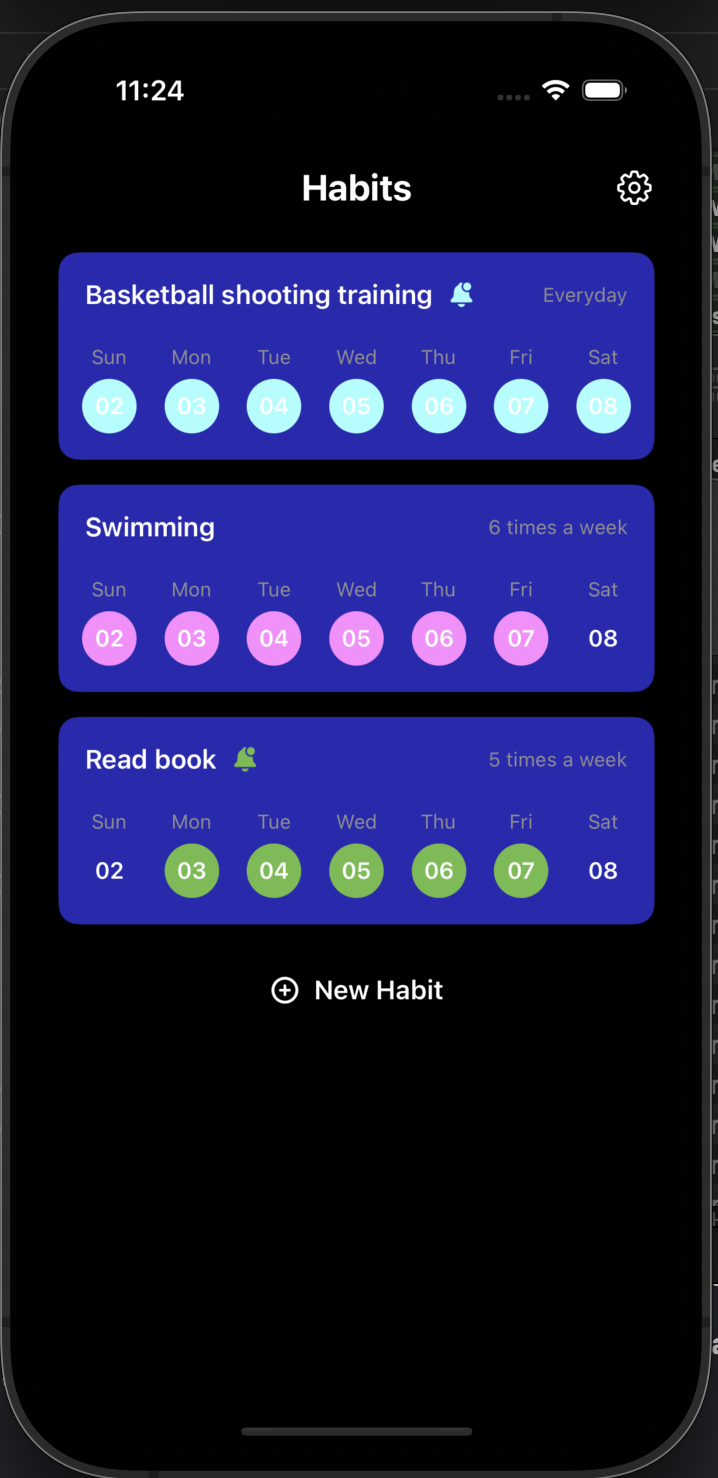 11:24
Habits
Basketball shooting training Everyday
Sun Mon Tue Wed Thu Fri Sat
02 03 04 05 06 07 08
Swimming 6 times a week
Sun Mon Tue Wed Thu Fri Sat
02 03 04 05 06 07 08
Read book 5 times a week
Sun Mon Tue Wed Thu Fri Sat
02 03 04 05 06 07 08
New Habit